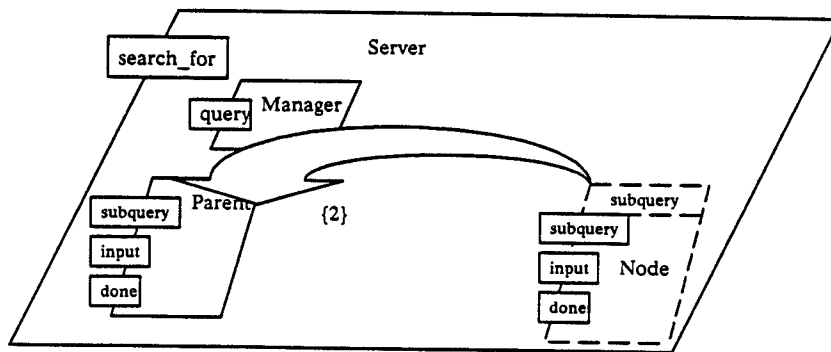 Server
search_for
Manager
query
Parent
{2}
subquery
input
done
subquery
subquery
input
Node
done